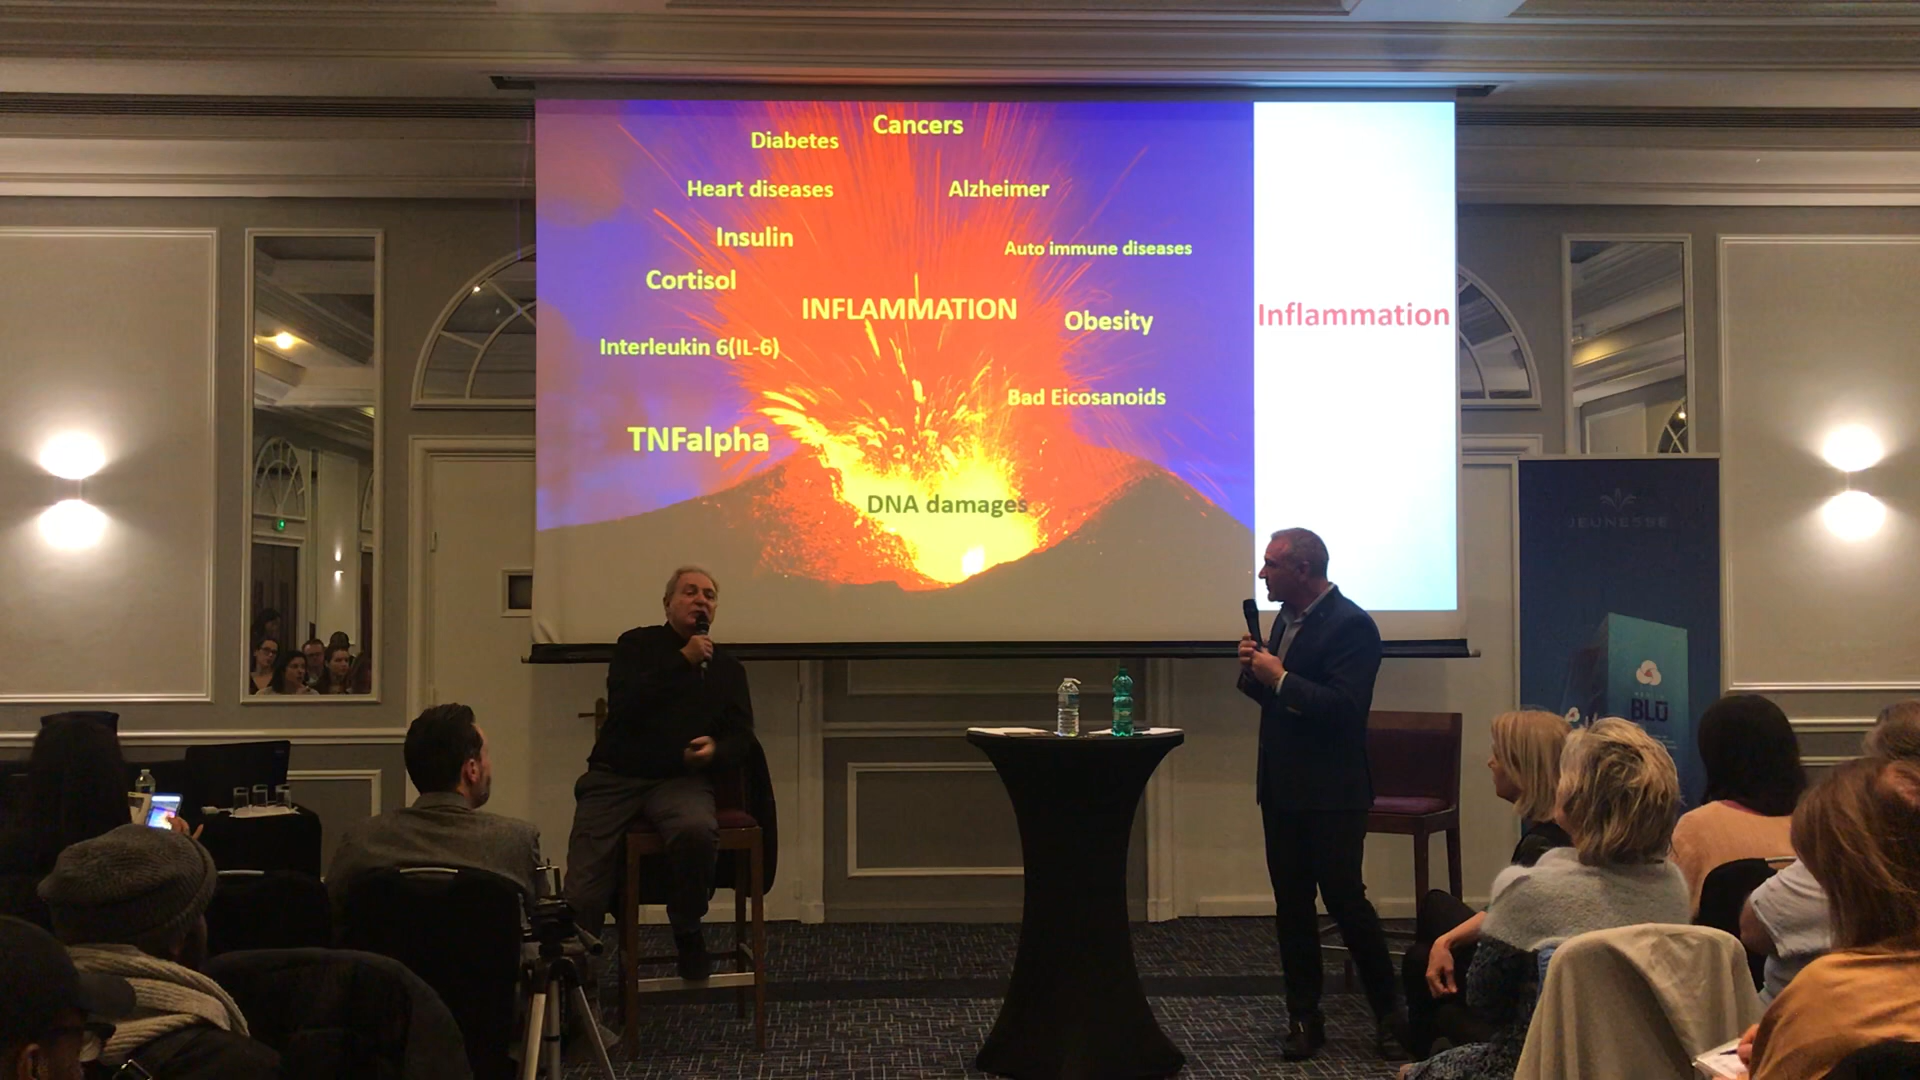 Cancers
Diabetes
Heart diseases
Alzheimer
Insulin
Auto immune diseases
Cortisol
INFLAMMATION
Obesity
Inflammation
Interleukin 6(IL-6)
Bad Eicosanoids
TNFalpha
DNA damages
JEUNESSE
BLŪ